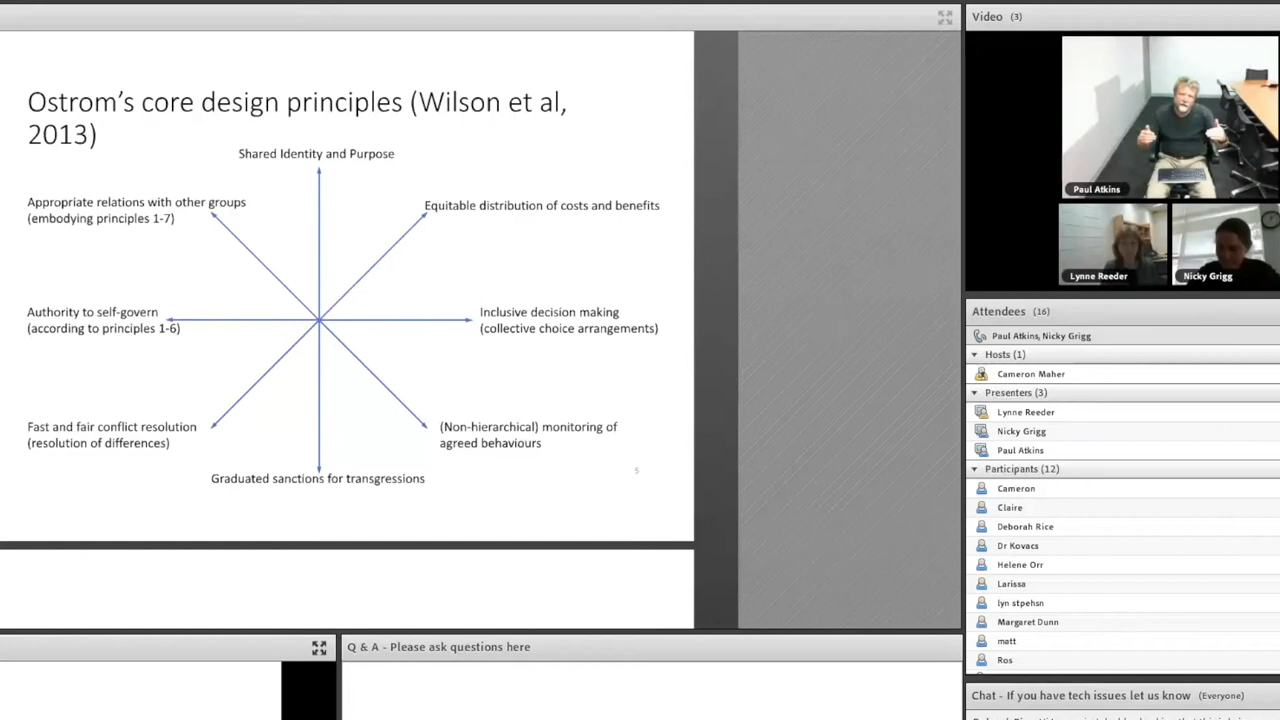 Ostrom's core design principles (Wilson et al,
2013)
Shared Identity and Purpose
Appropriate relations with other groups
(embodying principles 1-7)
Equitable distribution of costs and benefits
Authority to self-govern
(according to principles 1-6)
Inclusive decision making
(collective choice arrangements)
Fast and fair conflict resolution
(resolution of differences)
(Non-hierarchical) monitoring of
agreed behaviours
Graduated sanctions for transgressions
5
Q & A - Please ask questions here
Video (3)
Paul Atkins
Lynne Reeder
Nicky Grigg
Attendees (16)
Paul Atkins, Nicky Grigg
Hosts (1)
Cameron Maher
Presenters (3)
Lynne Reeder
Nicky Grigg
Paul Atkins
Participants (12)
Cameron
Claire
Deborah Rice
Dr Kovacs
Helene Orr
Larissa
lyn stpehsn
Margaret Dunn
matt
Ros
Chat - If you have tech issues let us know (Everyone)